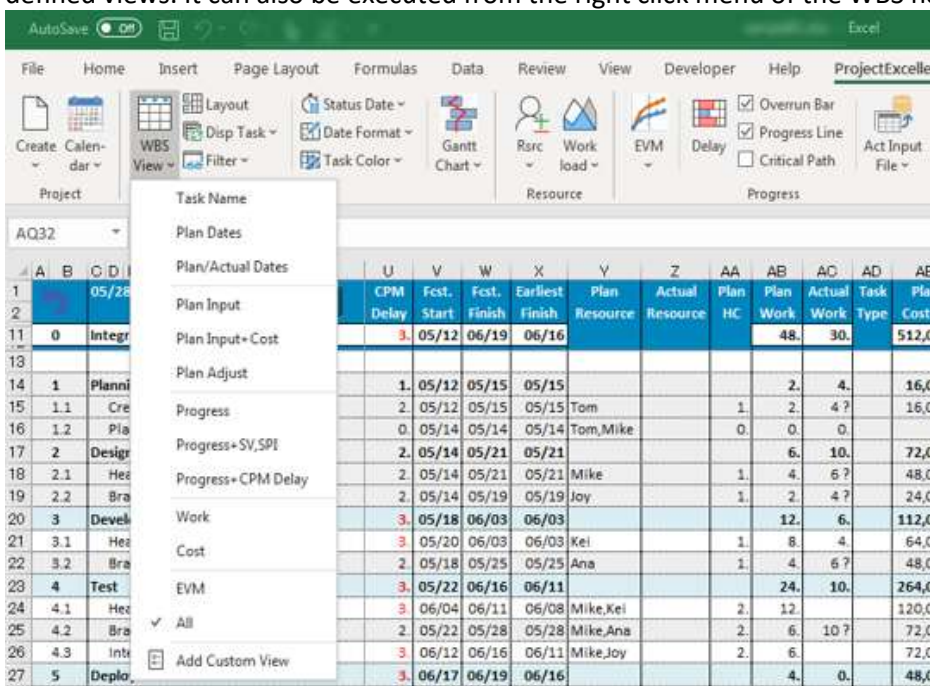 defined views. It can also be executed from the right click menu of the WBS
AutoSave Off Excel
File Home Insert Page Layout Formulas Data Review View Developer Help ProjectExcelle
Create Calen-dar WBS View Layout Disp Task Filter Status Date Date Format Task Color Gantt Chart Rsrc Work load EVM Delay Overrun Bar Progress Line Critical Path Act Input File
Project Resource Progress
Task Name
Plan Dates
Plan/Actual Dates
Plan Input
Plan Input+Cost
Plan Adjust
Progress
Progress+SV,SPI
Progress+CPM Delay
Work
Cost
EVM
All
Add Custom View
AQ32
A B C D U V W X Y Z AA AB AC AD AE
1 05/28 CPM Fcst. Fcst. Earliest Plan Actual Plan Plan Actual Task Pla
2 Delay Start Finish Finish Resource Resource HC Work Work Type Cost
11 0 Integr 3. 05/12 06/19 06/16 48. 30. 512,0
13
14 1 Planni 1. 05/12 05/15 05/15 2. 4. 16,0
15 1.1 Cre 2. 05/12 05/15 05/15 Tom 1. 2. 4 ? 16,0
16 1.2 Pla 0. 05/14 05/14 05/14 Tom,Mike 0. 0. 0.
17 2 Design 2. 05/14 05/21 05/21 6. 10. 72,0
18 2.1 Hea 2. 05/14 05/21 05/21 Mike 1. 4. 6 ? 48,0
19 2.2 Bra 2. 05/14 05/19 05/19 Joy 1. 2. 4 ? 24,0
20 3 Devel 3. 05/18 06/03 06/03 12. 6. 112,0
21 3.1 Hea 3. 05/20 06/03 06/03 Kei 1. 8. 4. 64,0
22 3.2 Bra 2. 05/18 05/25 05/25 Ana 1. 4. 6 ? 48,0
23 4 Test 3. 05/22 06/16 06/11 24. 10. 264,0
24 4.1 Hea 3. 06/04 06/11 06/08 Mike,Kei 2. 12. 120,0
25 4.2 Bra 2. 05/22 05/28 05/28 Mike,Ana 2. 6. 10 ? 72,0
26 4.3 Inte 3. 06/12 06/16 06/11 Mike,Joy 2. 6. 72,0
27 5 Deplo 3. 06/17 06/19 06/16 4. 0. 48,0